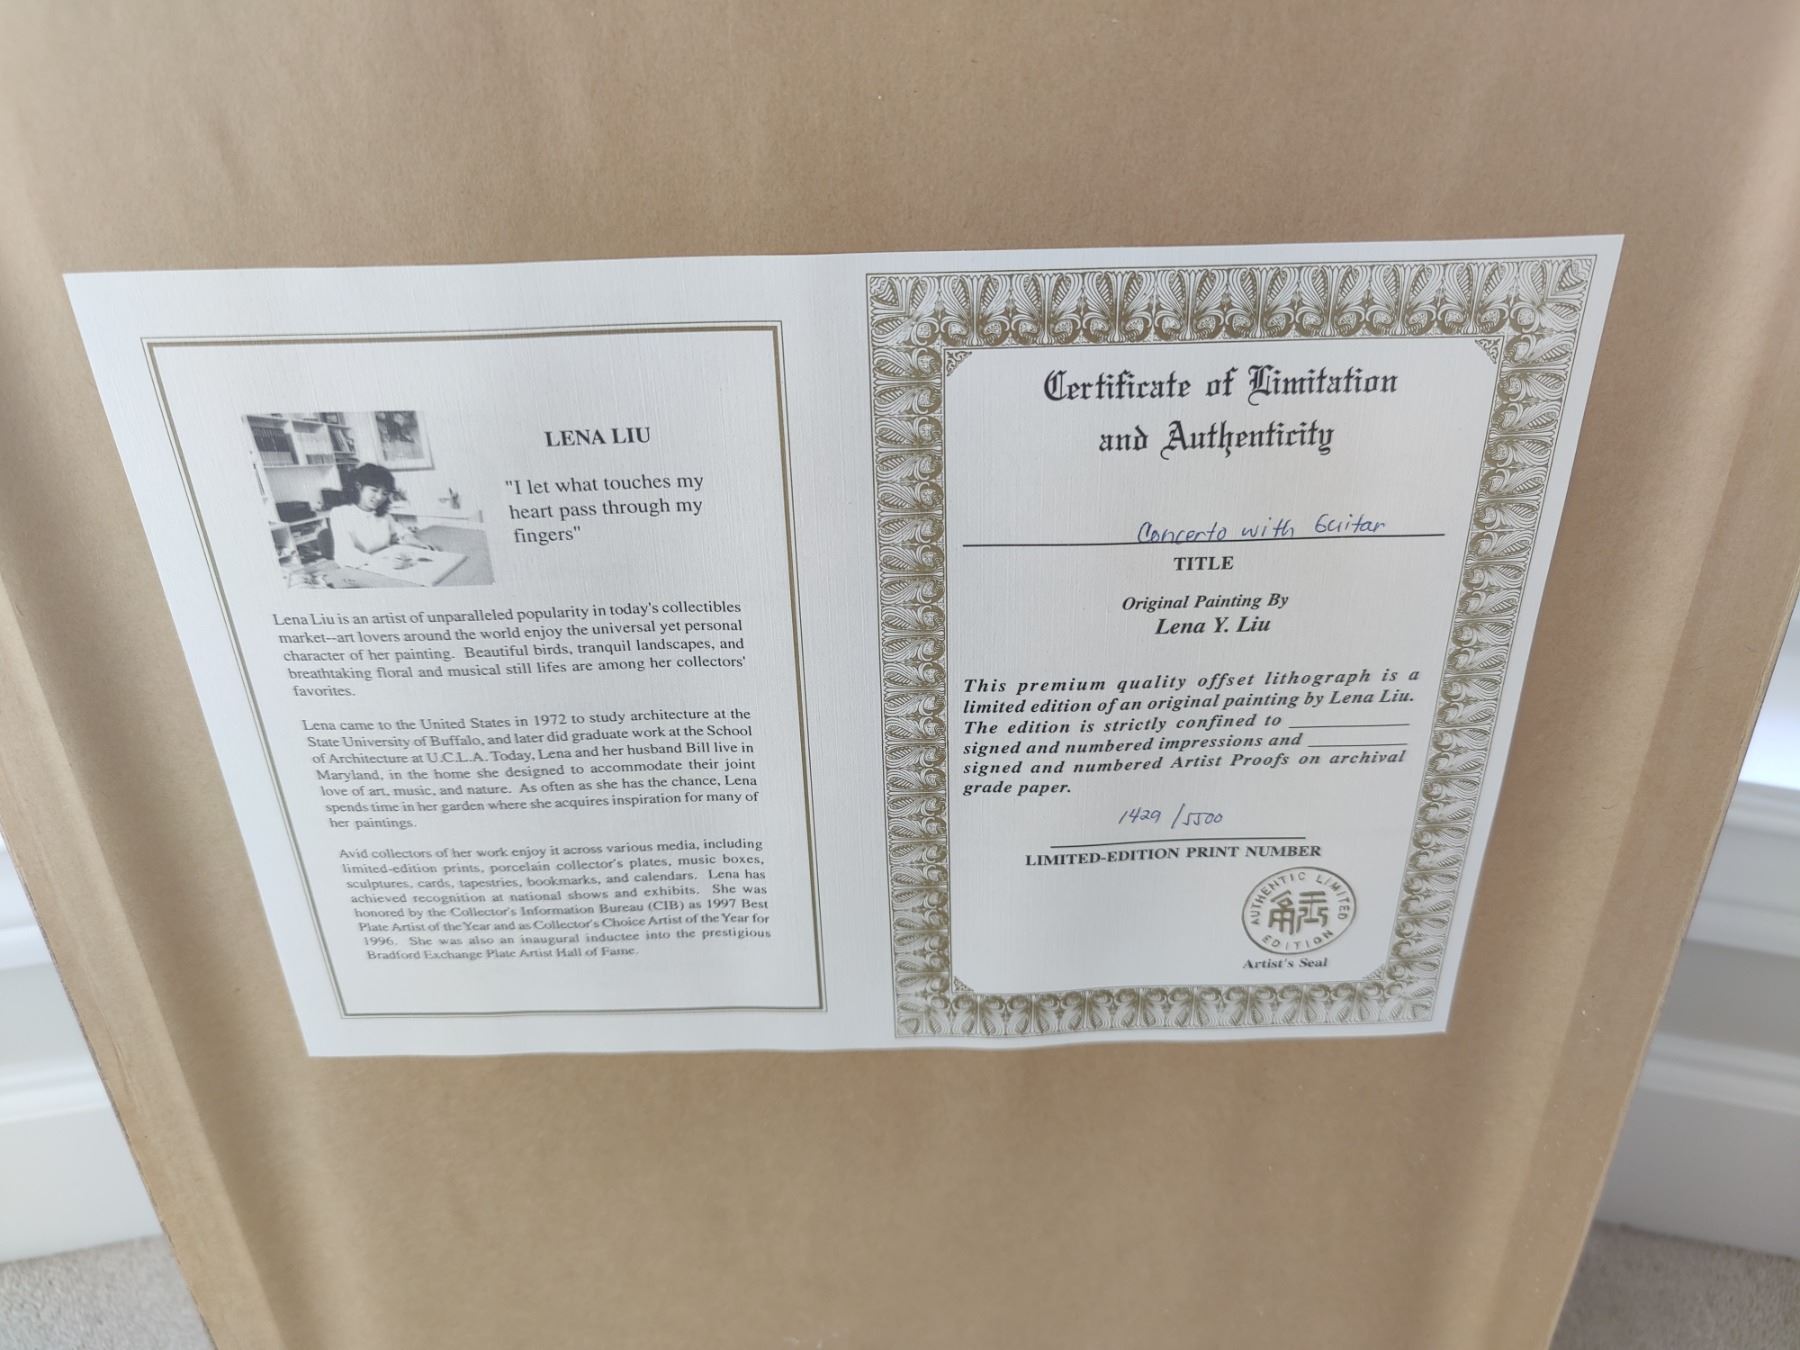 LENA LIU
"I let what touches my
heart pass through my
fingers"
Lena Liu is an artist of unparalleled popularity in today's collectibles
market--art lovers around the world enjoy the universal yet personal
character of her painting. Beautiful birds, tranquil landscapes, and
breathtaking floral and musical still lifes are among her collectors'
favorites.
Lena came to the United States in 1972 to study architecture at the
State University of Buffalo, and later did graduate work at the School
of Architecture at U.C.L.A. Today, Lena and her husband Bill live in
Maryland, in the home she designed to accommodate their joint
love of art, music, and nature. As often as she has the chance, Lena
spends time in her garden where she acquires inspiration for many of
her paintings.
Avid collectors of her work enjoy it across various media, including
limited-edition prints, porcelain collector's plates, music boxes,
sculptures, cards, tapestries, bookmarks, and calendars. Lena has
achieved recognition at national shows and exhibits. She was
honored by the Collector's Information Bureau (CIB) as 1997 Best
Plate Artist of the Year and as Collector's Choice Artist of the Year for
1996. She was also an inaugural inductee into the prestigious
Bradford Exchange Plate Artist Hall of Fame.
Certificate of Limitation
and Authenticity
Concerto with Guitar
TITLE
Original Painting By
Lena Y. Liu
This premium quality offset lithograph is a
limited edition of an original painting by Lena Liu.
The edition is strictly confined to
signed and numbered impressions and
signed and numbered Artist Proofs on archival
grade paper.
1429/5500
LIMITED-EDITION PRINT NUMBER
AUTHENTIC LIMITED
EDITION
Artist's Seal